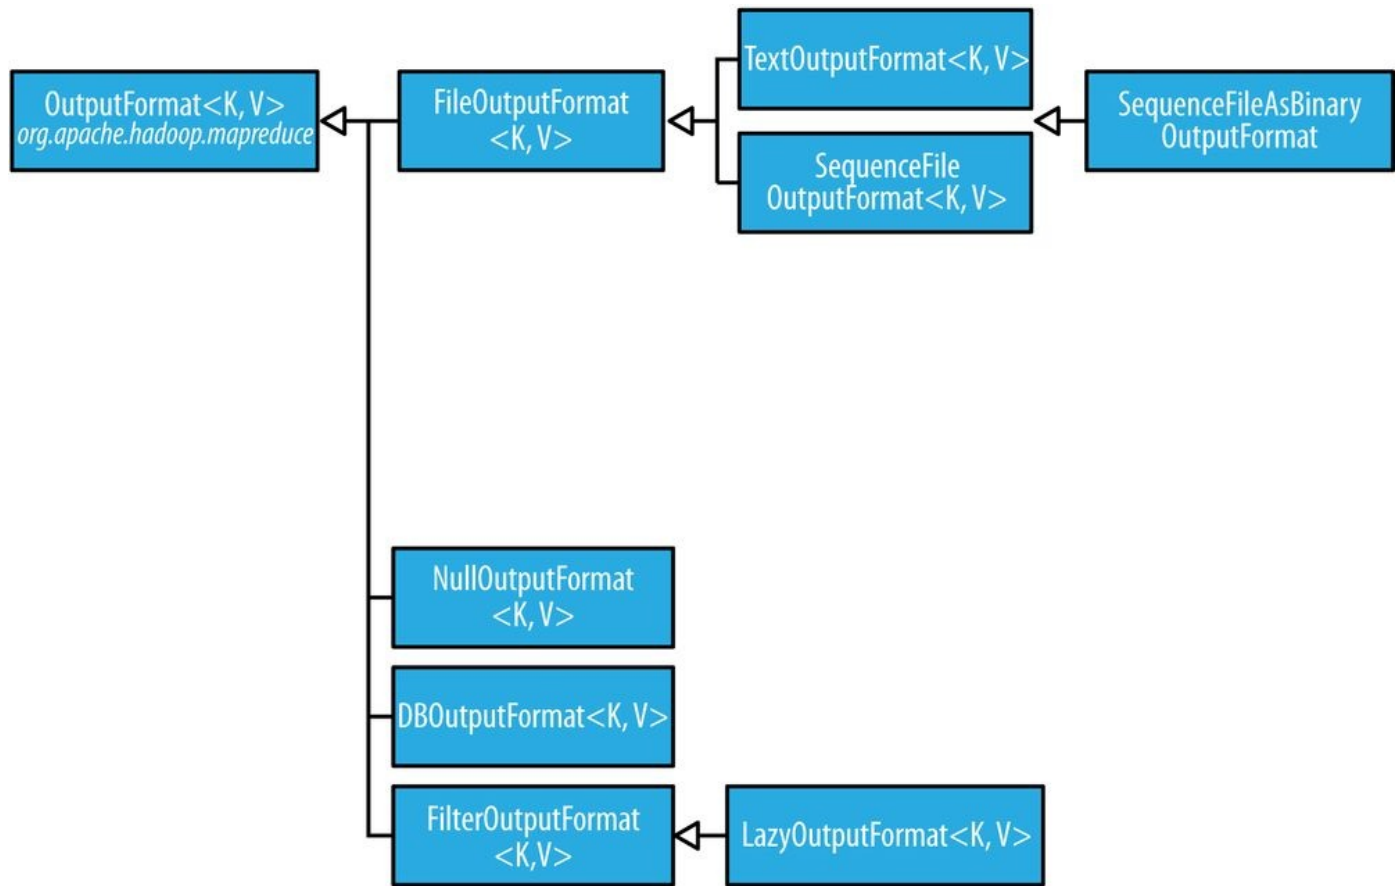 OutputFormat<K, V>
org.apache.hadoop.mapreduce
FileOutputFormat
<K, V>
TextOutputFormat<K, V>
SequenceFile
OutputFormat<K, V>
SequenceFileAsBinary
OutputFormat
NullOutputFormat
<K, V>
DBOutputFormat<K, V>
FilterOutputFormat
<K,V>
LazyOutputFormat<K, V>